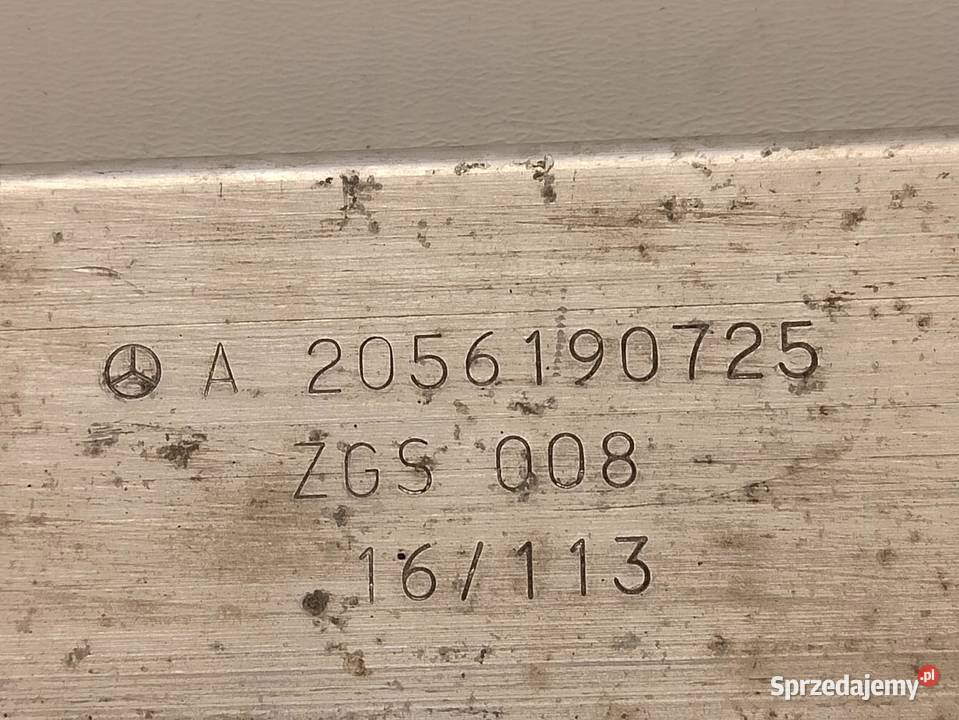 A 2056190725
ZGS 008
16/113
Sprzedajemy.pl